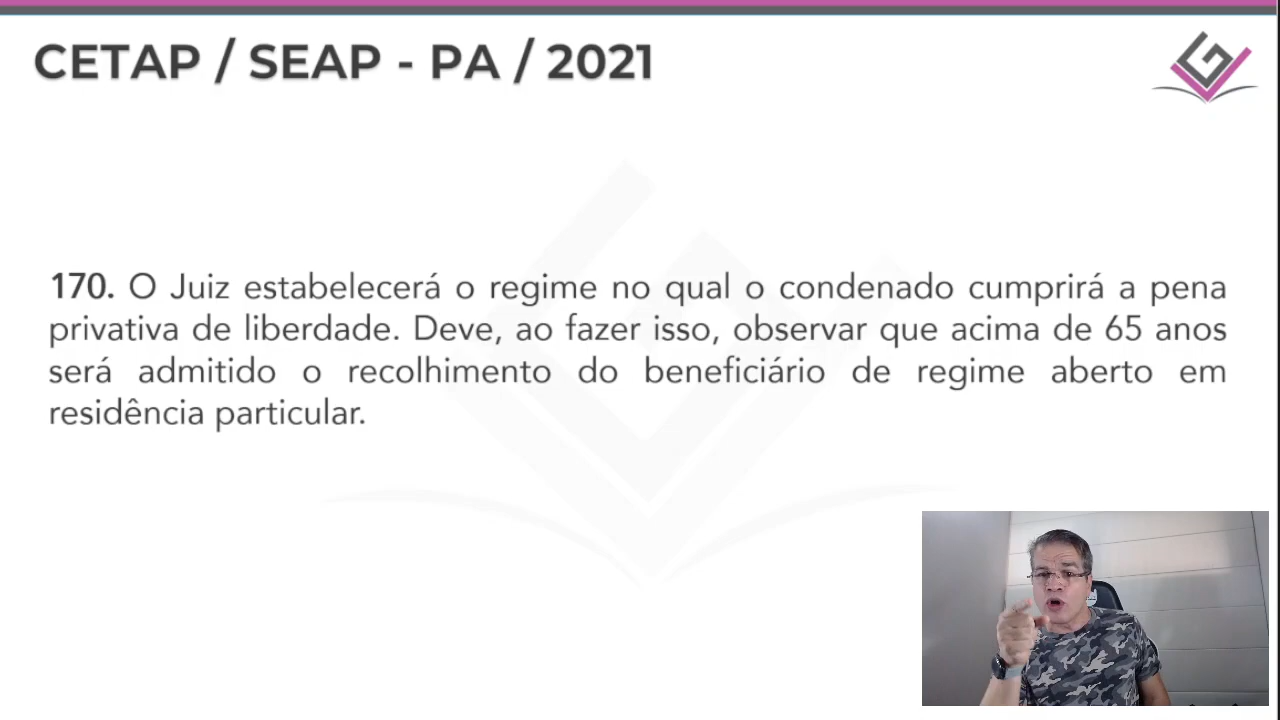 CETAP / SEAP - PA / 2021
170. O Juiz estabelecerá o regime no qual o condenado cumprirá a pena
privativa de liberdade. Deve, ao fazer isso, observar que acima de 65 anos
será admitido o recolhimento do beneficiário de regime aberto em
residência particular.